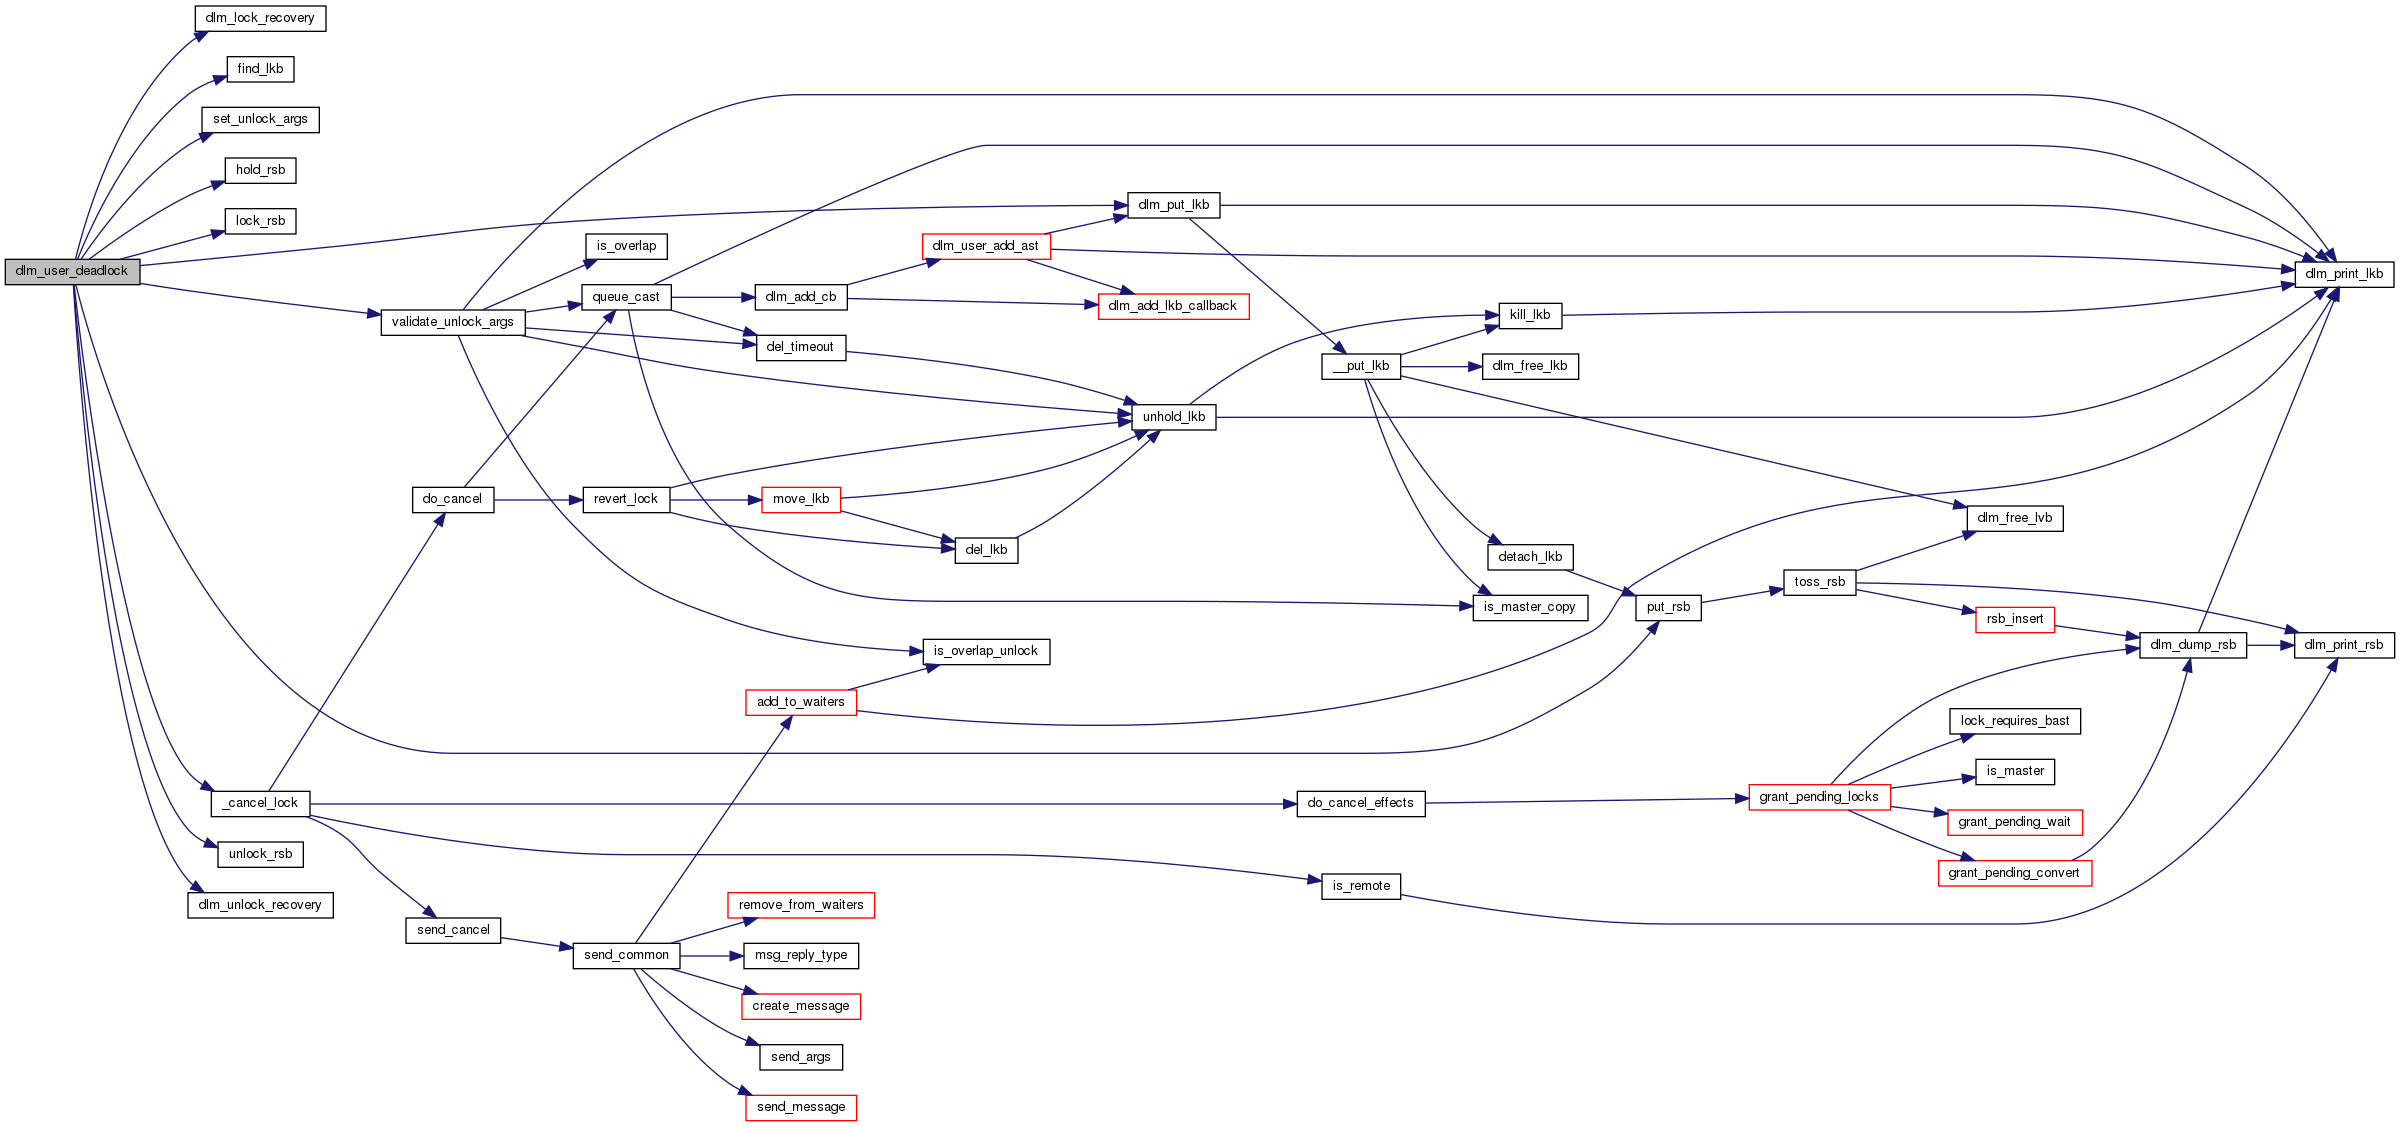 dlm_lock_recovery
find_lkb
set_unlock_args
hold_rsb
lock_rsb
dlm_user_deadlock
dlm_put_lkb
is_overlap
dlm_user_add_ast
dlm_print_lkb
queue_cast
dlm_add_cb
dlm_add_lkb_callback
validate_unlock_args
kill_lkb
del_timeout
__put_lkb
dlm_free_lkb
unhold_lkb
do_cancel
revert_lock
move_lkb
dlm_free_lvb
del_lkb
detach_lkb
toss_rsb
is_master_copy
put_rsb
rsb_insert
is_overlap_unlock
dlm_dump_rsb
dlm_print_rsb
add_to_waiters
lock_requires_bast
is_master
_cancel_lock
do_cancel_effects
grant_pending_locks
grant_pending_wait
unlock_rsb
grant_pending_convert
is_remote
dlm_unlock_recovery
remove_from_waiters
send_cancel
send_common
msg_reply_type
create_message
send_args
send_message